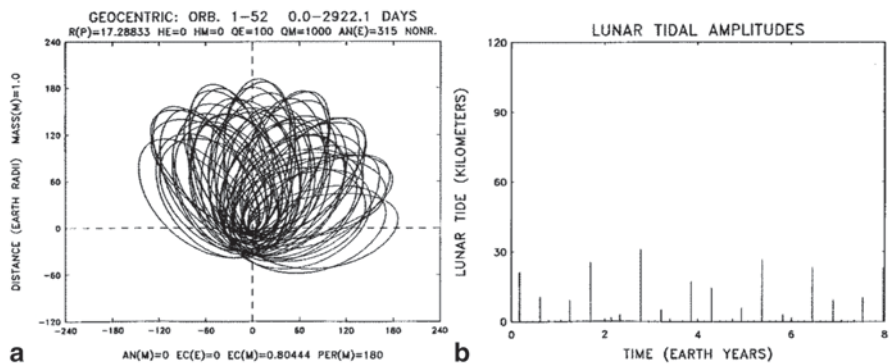 GEOCENTRIC: ORB. 1-52 0.0-2922.1 DAYS
R(P)=17.28833 HE=0 HM=0 QE=100 QM=1000 AN(E)=315 NONR.
DISTANCE (EARTH RADII) MASS(M)=1.0
240
180
120
60
0
-60
-120
-240 -180 -120 -60 0 60 120 180 240
AN(M)=0 EC(E)=0 EC(M)=0.80444 PER(M)=180
a
LUNAR TIDAL AMPLITUDES
LUNAR TIDE (KILOMETERS)
120
90
60
30
0
0 2 4 6 8
TIME (EARTH YEARS)
b